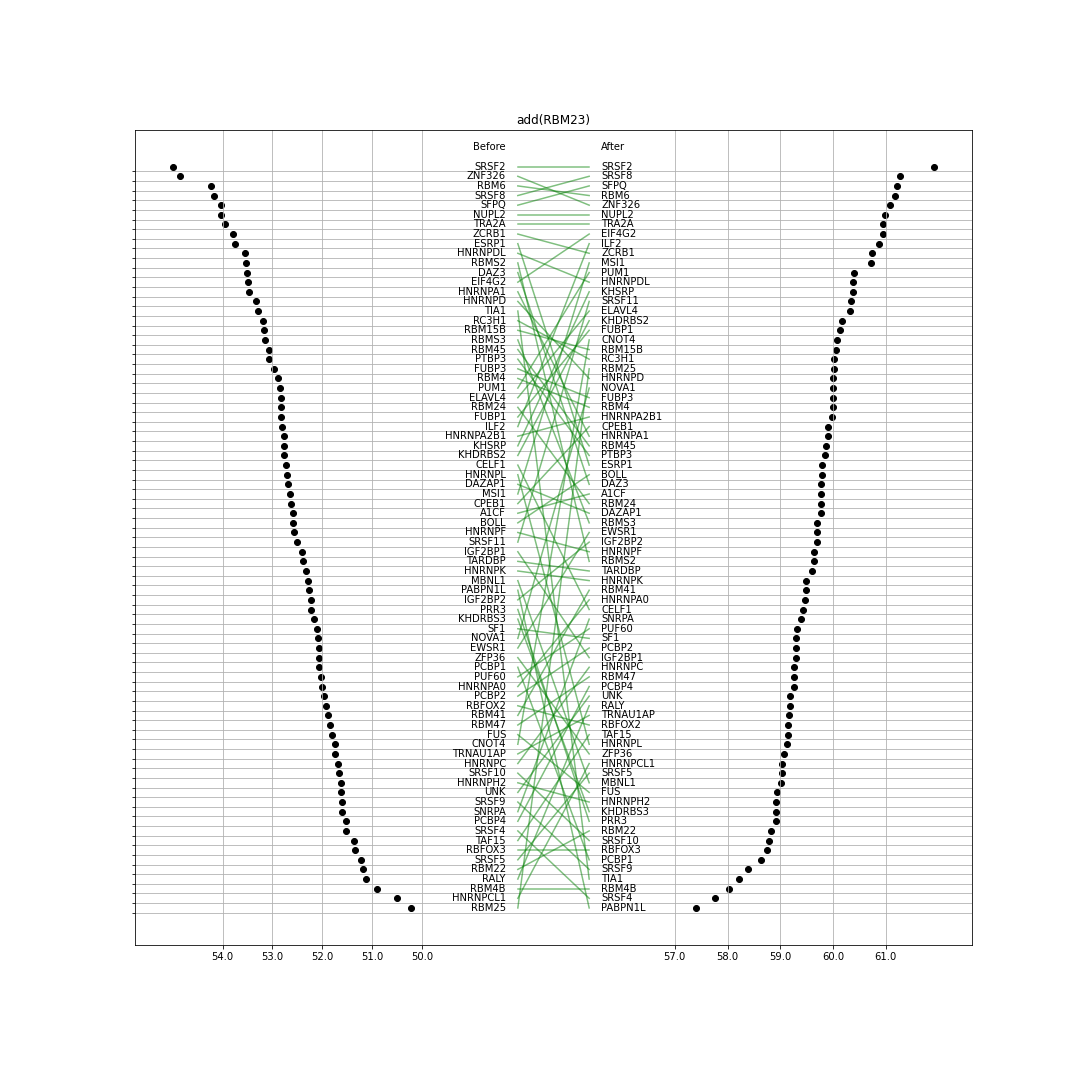 add(RBM23)
Before After
SRSF2 SRSF2
ZNF326 SRSF8
RBM6 SFPQ
SRSF8 RBM6
SFPQ ZNF326
NUPL2 NUPL2
TRA2A TRA2A
ZCRB1 EIF4G2
ESRP1 ILF2
HNRNPDL ZCRB1
RBMS2 MSI1
DAZ3 PUM1
EIF4G2 HNRNPDL
HNRNPA1 KHSRP
HNRNPD SRSF11
TIA1 ELAVL4
RC3H1 KHDRBS2
RBM15B FUBP1
RBMS3 CNOT4
RBM45 RBM15B
PTBP3 RC3H1
FUBP3 RBM25
RBM4 HNRNPD
PUM1 NOVA1
ELAVL4 FUBP3
RBM24 RBM4
FUBP1 HNRNPA2B1
ILF2 CPEB1
HNRNPA2B1 HNRNPA1
KHSRP RBM45
KHDRBS2 PTBP3
CELF1 ESRP1
HNRNPL BOLL
DAZAP1 DAZ3
MSI1 A1CF
CPEB1 RBM24
A1CF DAZAP1
BOLL RBMS3
HNRNPF EWSR1
SRSF11 IGF2BP2
IGF2BP1 HNRNPF
TARDBP RBMS2
HNRNPK TARDBP
MBNL1 HNRNPK
PABPN1L RBM41
IGF2BP2 HNRNPA0
PRR3 CELF1
KHDRBS3 SNRPA
SF1 PUF60
NOVA1 SF1
EWSR1 PCBP2
ZFP36 IGF2BP1
PCBP1 HNRNPC
PUF60 RBM47
HNRNPA0 PCBP4
PCBP2 UNK
RBFOX2 RALY
RBM41 TRNAU1AP
RBM47 RBFOX2
FUS TAF15
CNOT4 HNRNPL
TRNAU1AP ZFP36
HNRNPC HNRNPCL1
SRSF10 SRSF5
HNRNPH2 MBNL1
UNK FUS
SRSF9 HNRNPH2
SNRPA KHDRBS3
PCBP4 PRR3
SRSF4 RBM22
TAF15 SRSF10
RBFOX3 RBFOX3
SRSF5 PCBP1
RBM22 SRSF9
RALY TIA1
RBM4B RBM4B
HNRNPCL1 SRSF4
RBM25 PABPN1L
54.0 53.0 52.0 51.0 50.0 57.0 58.0 59.0 60.0 61.0